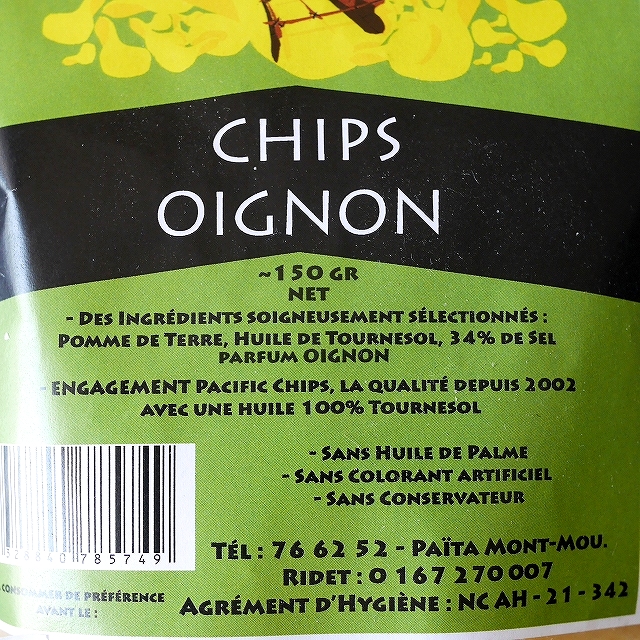 CHIPS
OIGNON
~150 GR
NET
- DES INGRÉDIENTS SOIGNEUSEMENT SÉLECTIONNÉS :
POMME DE TERRE, HUILE DE TOURNESOL, 34% DE SEL
PARFUM OIGNON
- ENGAGEMENT PACIFIC CHIPS, LA QUALITÉ DEPUIS 2002
AVEC UNE HUILE 100% TOURNESOL
- SANS HUILE DE PALME
- SANS COLORANT ARTIFICIEL
- SANS CONSERVATEUR
785749
TÉL : 76 62 52 - PAÏTA MONT-MOU.
RIDET : 0 167 270 007
AGRÉMENT D'HYGIÈNE : NC AH - 21 - 342
CONSOMMER DE PRÉFÉRENCE
AVANT LE :